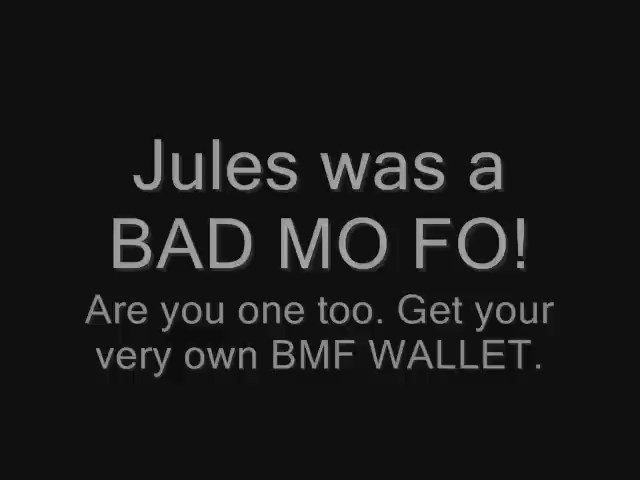 Jules was a
BAD MO FO!
Are you one too. Get your
very own BMF WALLET.